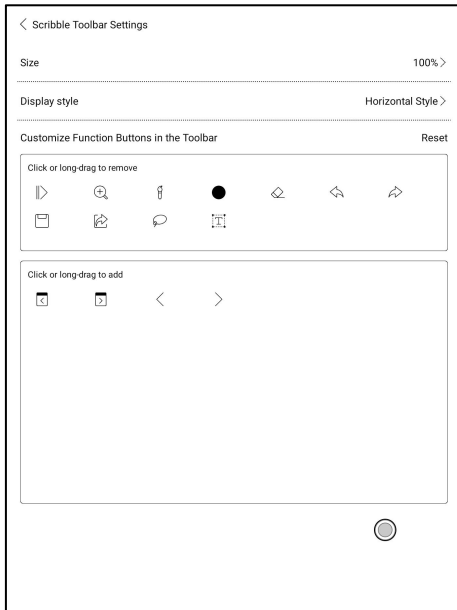 Scribble Toolbar Settings
Size 100%
Display style Horizontal Style
Customize Function Buttons in the Toolbar Reset
Click or long-drag to remove
T
Click or long-drag to add